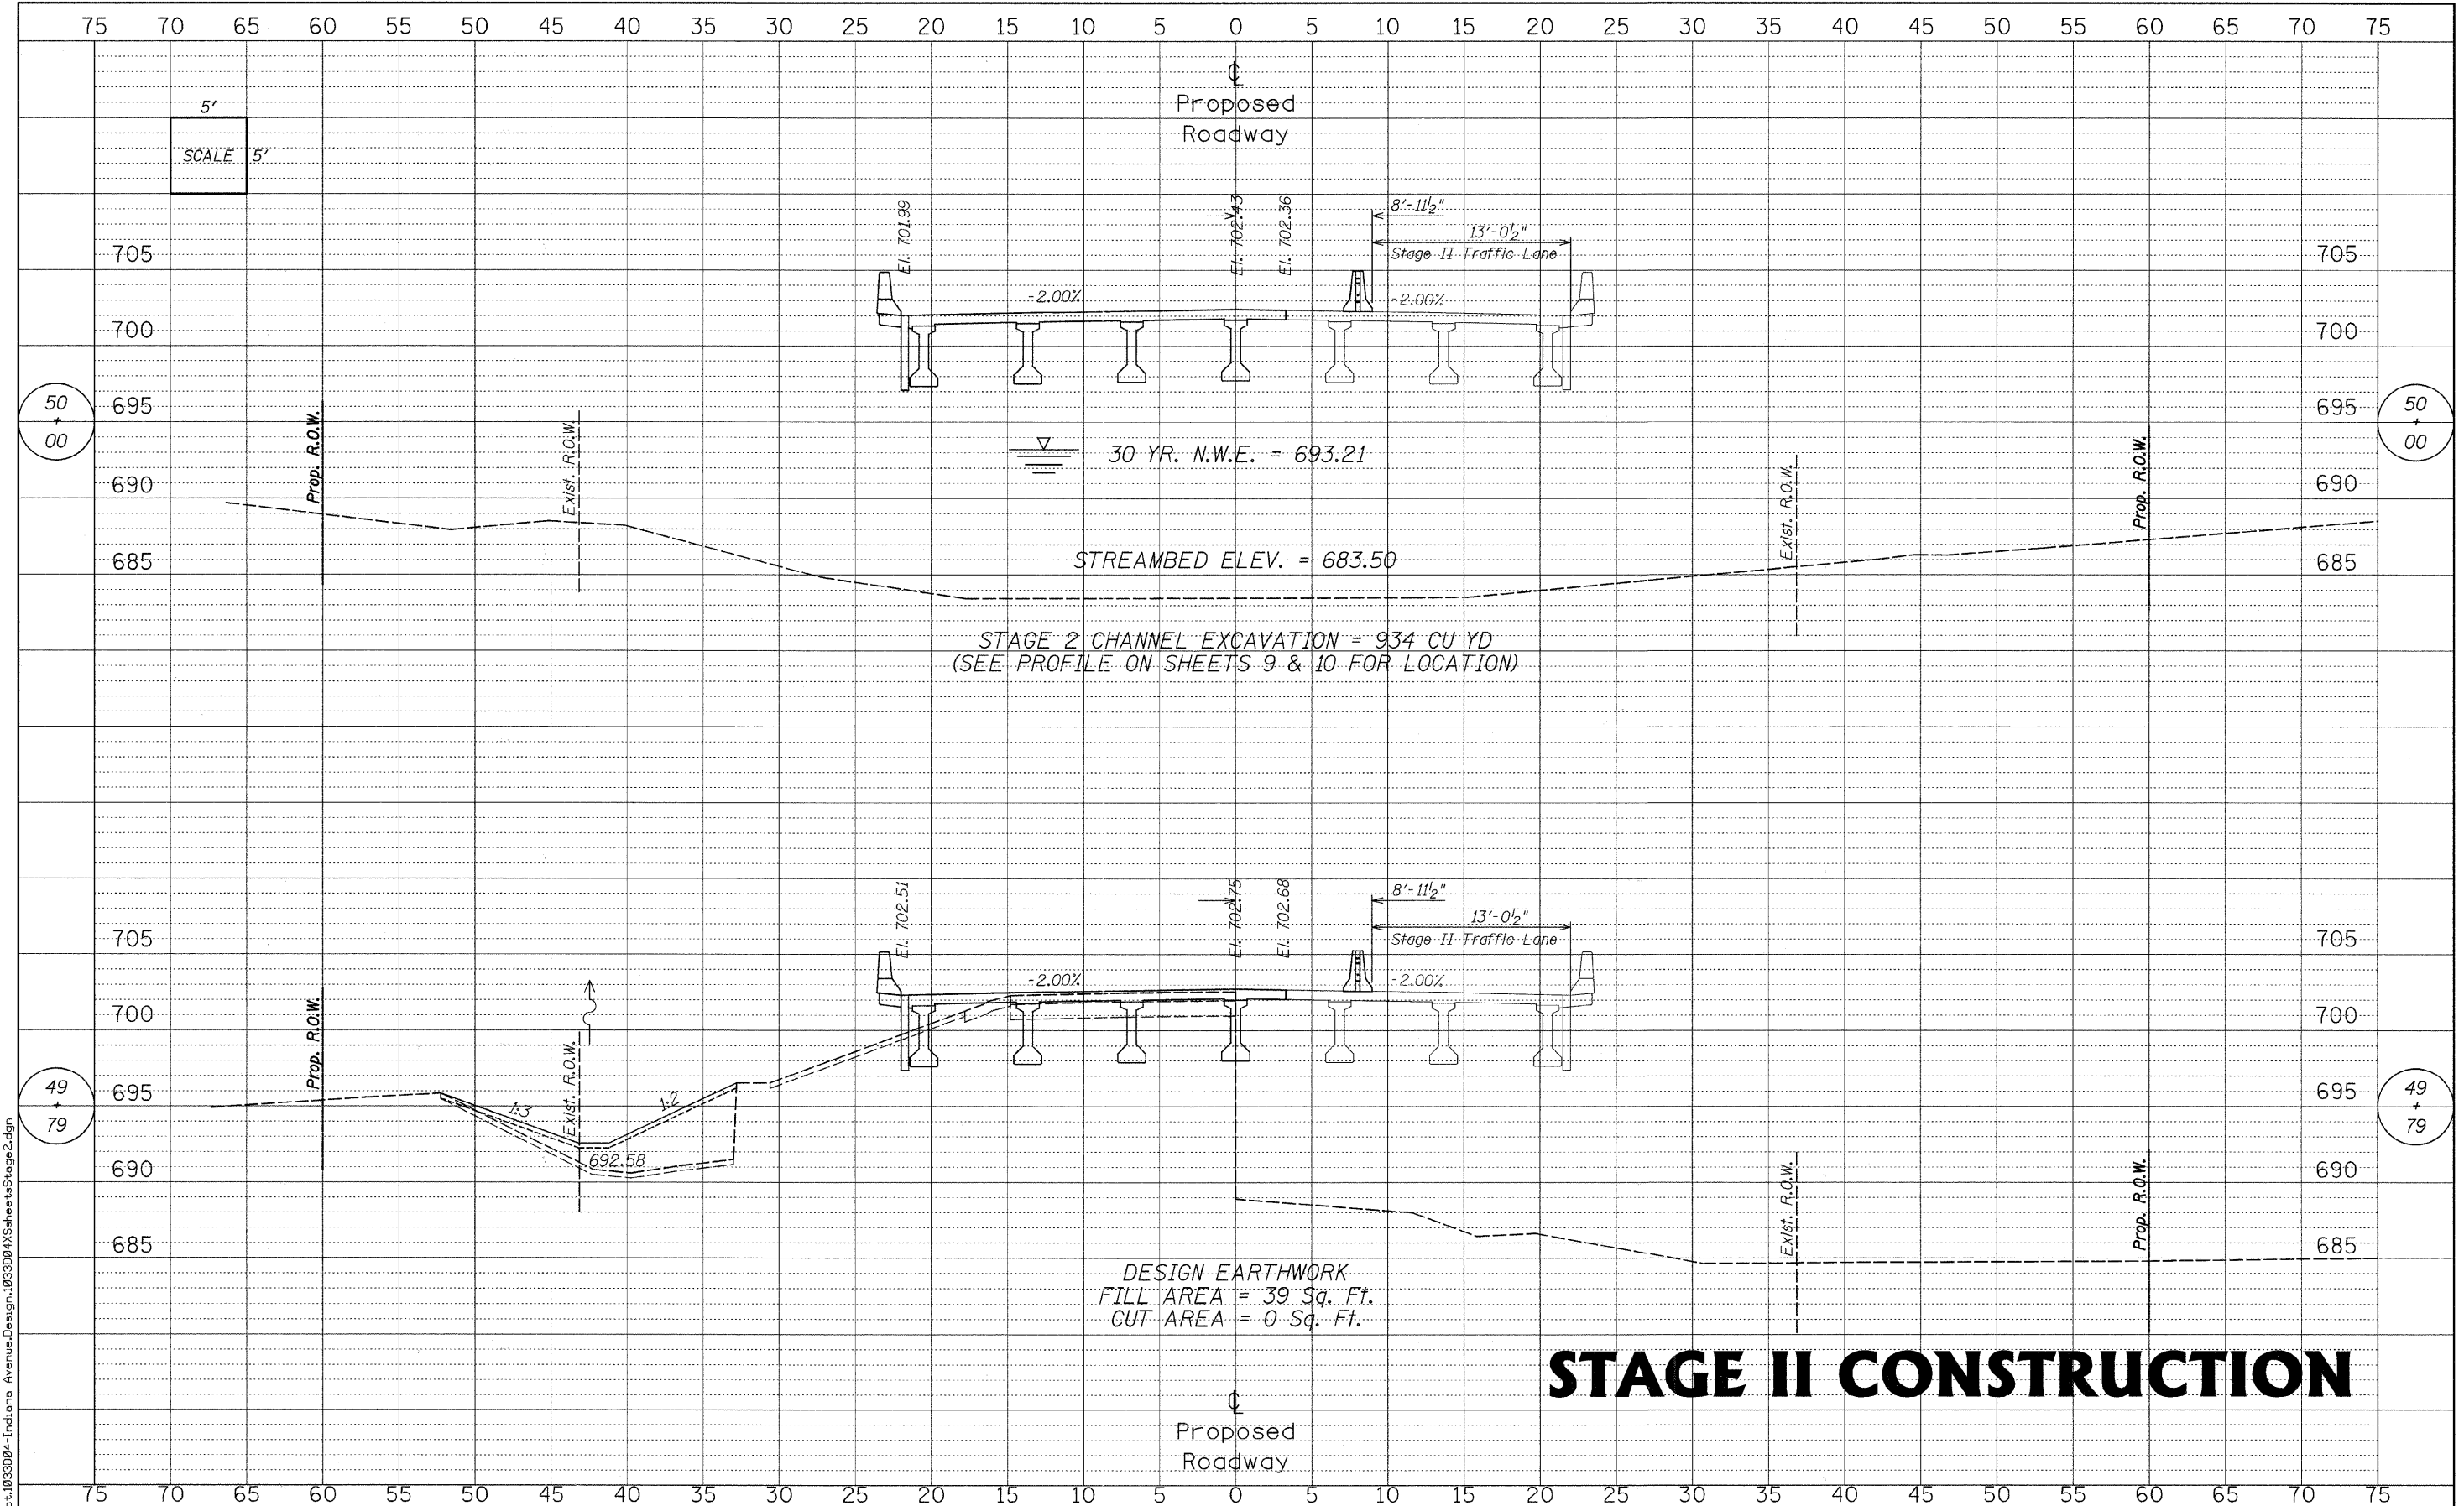 75 70 65 60 55 50 45 40 35 30 25 20 15 10 5 0 5 10 15 20 25 30 35 40 45 50 55 60 65 70 75
℄
Proposed
Roadway
5'
SCALE 5'
El. 701.99
El. 702.43
El. 702.36
8'-11½"
13'-0½"
Stage II Traffic Lane
705 705
-2.00% -2.00%
700 700
50
+
00
695 695
50
+
00
Prop. R.O.W.
Exist. R.O.W.
30 YR. N.W.E. = 693.21
Exist. R.O.W.
Prop. R.O.W.
690 690
685 685
STREAMBED ELEV. = 683.50
STAGE 2 CHANNEL EXCAVATION = 934 CU YD
(SEE PROFILE ON SHEETS 9 & 10 FOR LOCATION)
El. 702.51
El. 702.75
El. 702.68
8'-11½"
13'-0½"
Stage II Traffic Lane
705 705
-2.00% -2.00%
700 700
Prop. R.O.W.
Exist. R.O.W.
49
+
79
695 695
49
+
79
1:3
1:2
692.58
690 690
Exist. R.O.W.
Prop. R.O.W.
685 685
DESIGN EARTHWORK
FILL AREA = 39 Sq. Ft.
CUT AREA = 0 Sq. Ft.
STAGE II CONSTRUCTION
℄
Proposed
Roadway
75 70 65 60 55 50 45 40 35 30 25 20 15 10 5 0 5 10 15 20 25 30 35 40 45 50 55 60 65 70 75
ct.1033D04-Indiana Avenue.Design.1033D04XSsheetsStage2.dgn